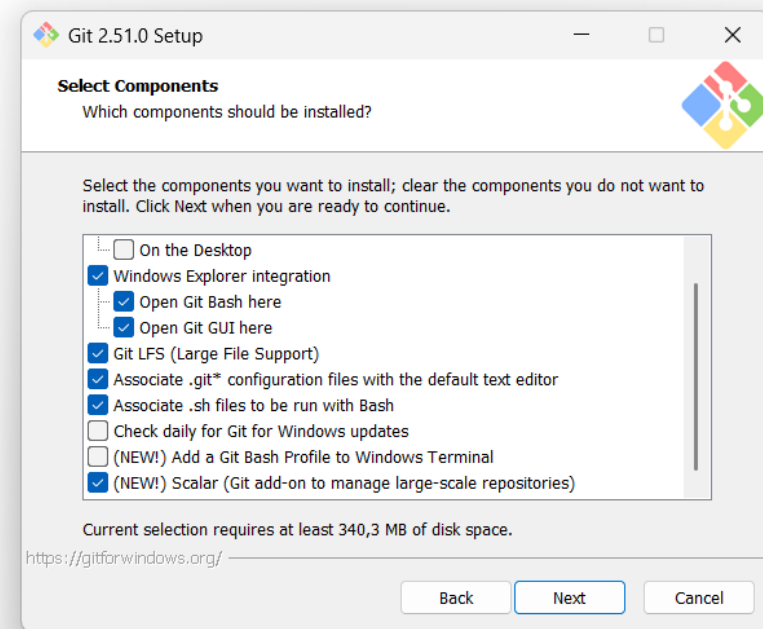 Git 2.51.0 Setup
Select Components
Which components should be installed?
Select the components you want to install; clear the components you do not want to
install. Click Next when you are ready to continue.
On the Desktop
Windows Explorer integration
Open Git Bash here
Open Git GUI here
Git LFS (Large File Support)
Associate .git* configuration files with the default text editor
Associate .sh files to be run with Bash
Check daily for Git for Windows updates
(NEW!) Add a Git Bash Profile to Windows Terminal
(NEW!) Scalar (Git add-on to manage large-scale repositories)
Current selection requires at least 340,3 MB of disk space.
https://gitforwindows.org/
Back Next Cancel